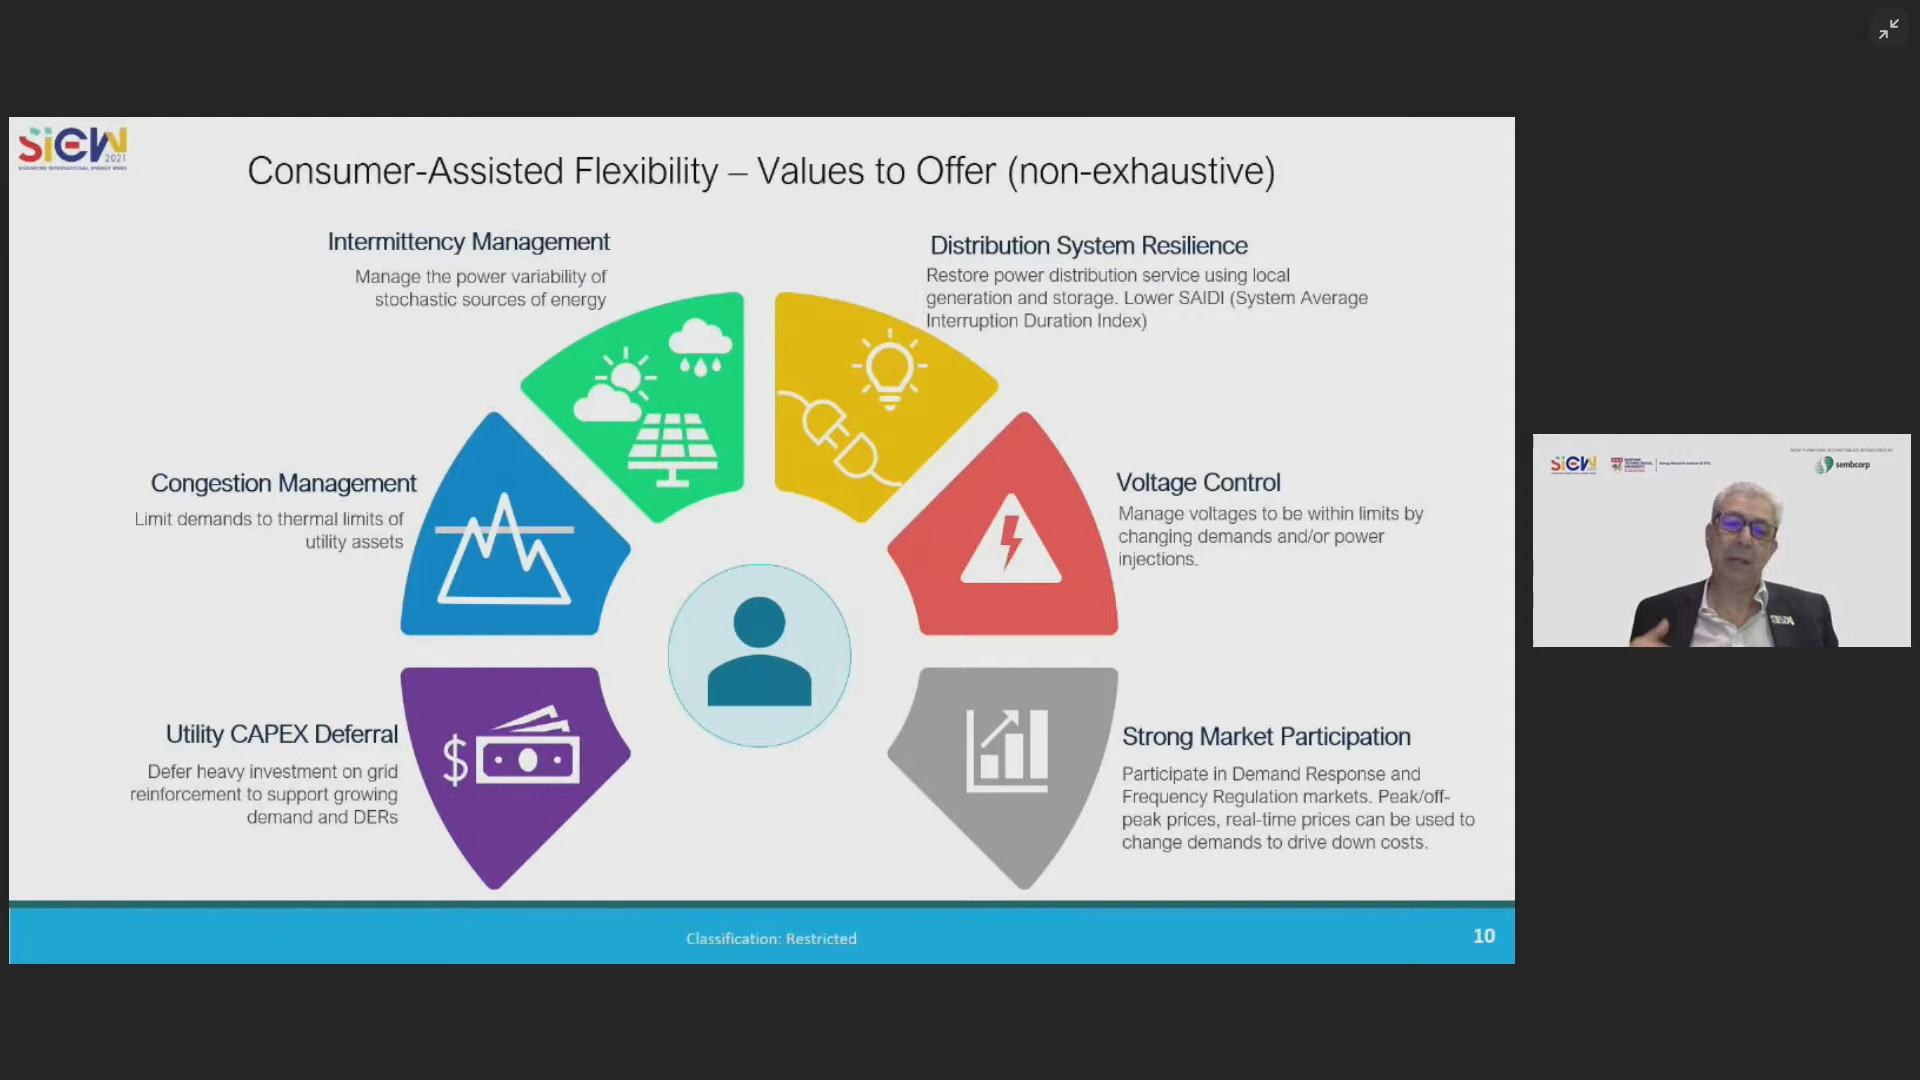 SiEW
2021
SINGAPORE INTERNATIONAL ENERGY WEEK
Consumer-Assisted Flexibility – Values to Offer (non-exhaustive)
Intermittency Management
Manage the power variability of
stochastic sources of energy
Distribution System Resilience
Restore power distribution service using local
generation and storage. Lower SAIDI (System Average
Interruption Duration Index)
Congestion Management
Limit demands to thermal limits of
utility assets
Voltage Control
Manage voltages to be within limits by
changing demands and/or power
injections.
Utility CAPEX Deferral
Defer heavy investment on grid
reinforcement to support growing
demand and DERs
$
Strong Market Participation
Participate in Demand Response and
Frequency Regulation markets. Peak/off-
peak prices, real-time prices can be used to
change demands to drive down costs.
Classification: Restricted
10
SiEW
sembcorp